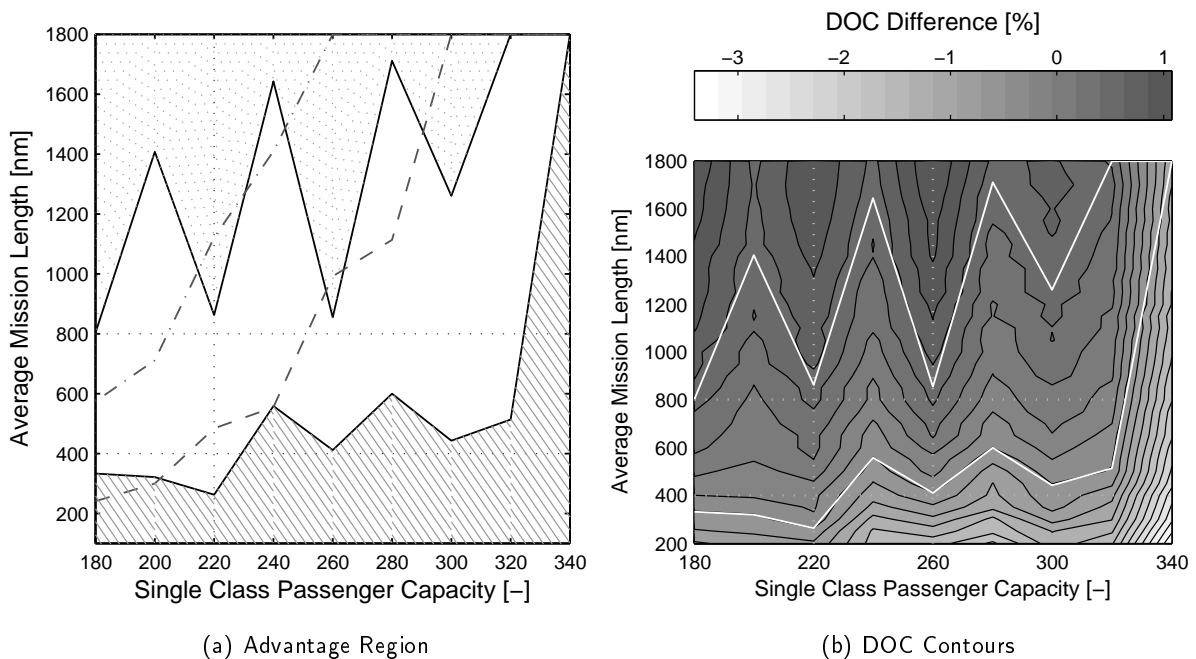 1800
1600
1400
1200
1000
800
600
400
200
Average Mission Length [nm]
180 200 220 240 260 280 300 320 340
Single Class Passenger Capacity [–]
(a) Advantage Region
DOC Difference [%]
−3 −2 −1 0 1
1800
1600
1400
1200
1000
800
600
400
200
Average Mission Length [nm]
180 220 260 300 340
Single Class Passenger Capacity [–]
(b) DOC Contours